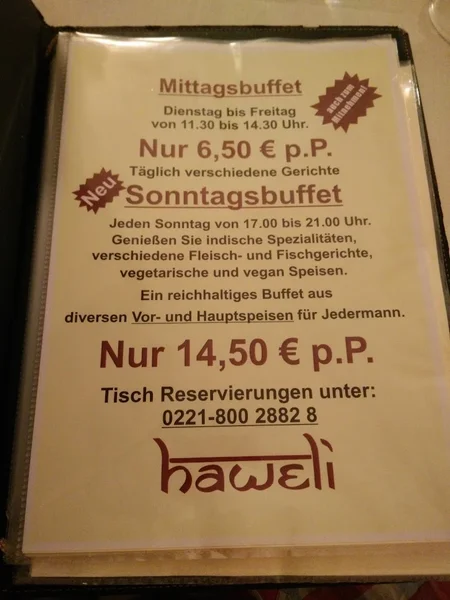 Mittagsbuffet
auch zum
Mitnehmen!
Dienstag bis Freitag
von 11.30 bis 14.30 Uhr.
Nur 6,50 € p.P.
Täglich verschiedene Gerichte
Neu
Sonntagsbuffet
Jeden Sonntag von 17.00 bis 21.00 Uhr.
Genießen Sie indische Spezialitäten,
verschiedene Fleisch- und Fischgerichte,
vegetarische und vegan Speisen.
Ein reichhaltiges Buffet aus
diversen Vor- und Hauptspeisen für Jedermann.
Nur 14,50 € p.P.
Tisch Reservierungen unter:
0221-800 2882 8
haweli